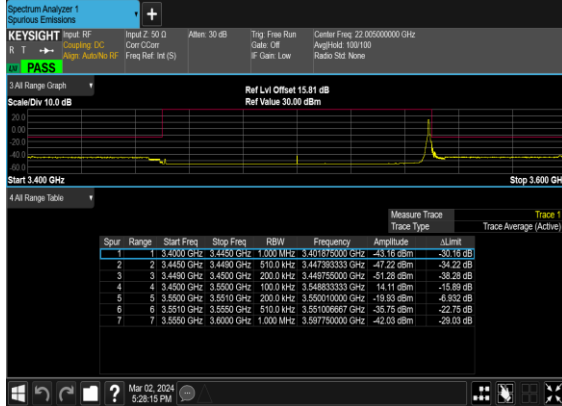 Spectrum Analyzer 1
Spurious Emissions
+
KEYSIGHT Input: RF Input Z: 50 Ω Atten: 30 dB Trig: Free Run Center Freq: 22.005000000 GHz
R T Coupling: DC Corr CCorr Gate: Off Avg|Hold: 100/100
Align: Auto/No RF Freq Ref: Int (S) IF Gain: Low Radio Std: None
PASS
3 All Range Graph
Ref Lvl Offset 15.81 dB
Scale/Div 10.0 dB Ref Value 30.00 dBm
20.0
0.00
-20.0
-40.0
-60.0
Start 3.400 GHz Stop 3.600 GH
4 All Range Table
Measure Trace Trace 1
Trace Type Trace Average (Active)
Spur Range Start Freq Stop Freq RBW Frequency Amplitude ΔLimit
1 1 3.4000 GHz 3.4450 GHz 1.000 MHz 3.401875000 GHz -43.16 dBm -30.16 dB
2 2 3.4450 GHz 3.4490 GHz 510.0 kHz 3.447393333 GHz -47.22 dBm -34.22 dB
3 3 3.4490 GHz 3.4500 GHz 200.0 kHz 3.449755000 GHz -51.28 dBm -38.28 dB
4 4 3.4500 GHz 3.5500 GHz 100.0 kHz 3.548833333 GHz 14.11 dBm -15.89 dB
5 5 3.5500 GHz 3.5510 GHz 200.0 kHz 3.550010000 GHz -19.93 dBm -6.932 dB
6 6 3.5510 GHz 3.5550 GHz 510.0 kHz 3.551006667 GHz -35.75 dBm -22.75 dB
7 7 3.5550 GHz 3.6000 GHz 1.000 MHz 3.597750000 GHz -42.03 dBm -29.03 dB
? Mar 02, 2024
5:28:15 PM